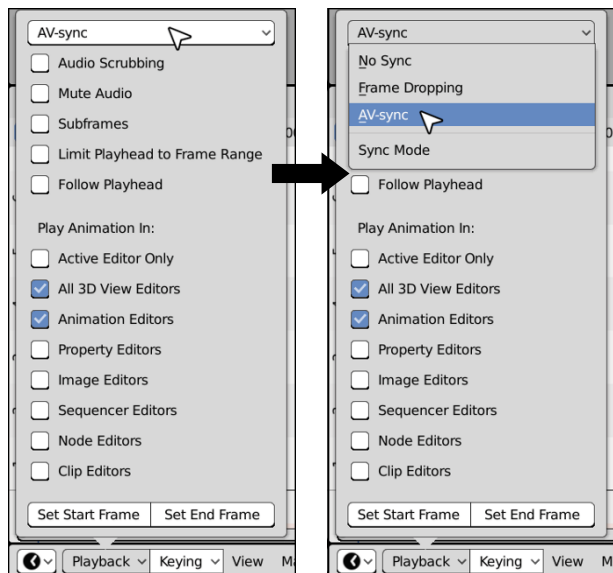 AV-sync
Audio Scrubbing
Mute Audio
Subframes
Limit Playhead to Frame Range
Follow Playhead
Play Animation In:
Active Editor Only
All 3D View Editors
Animation Editors
Property Editors
Image Editors
Sequencer Editors
Node Editors
Clip Editors
Set Start Frame Set End Frame
Playback Keying View
AV-sync
No Sync
Frame Dropping
AV-sync
Sync Mode
Follow Playhead
Play Animation In:
Active Editor Only
All 3D View Editors
Animation Editors
Property Editors
Image Editors
Sequencer Editors
Node Editors
Clip Editors
Set Start Frame Set End Frame
Playback Keying View